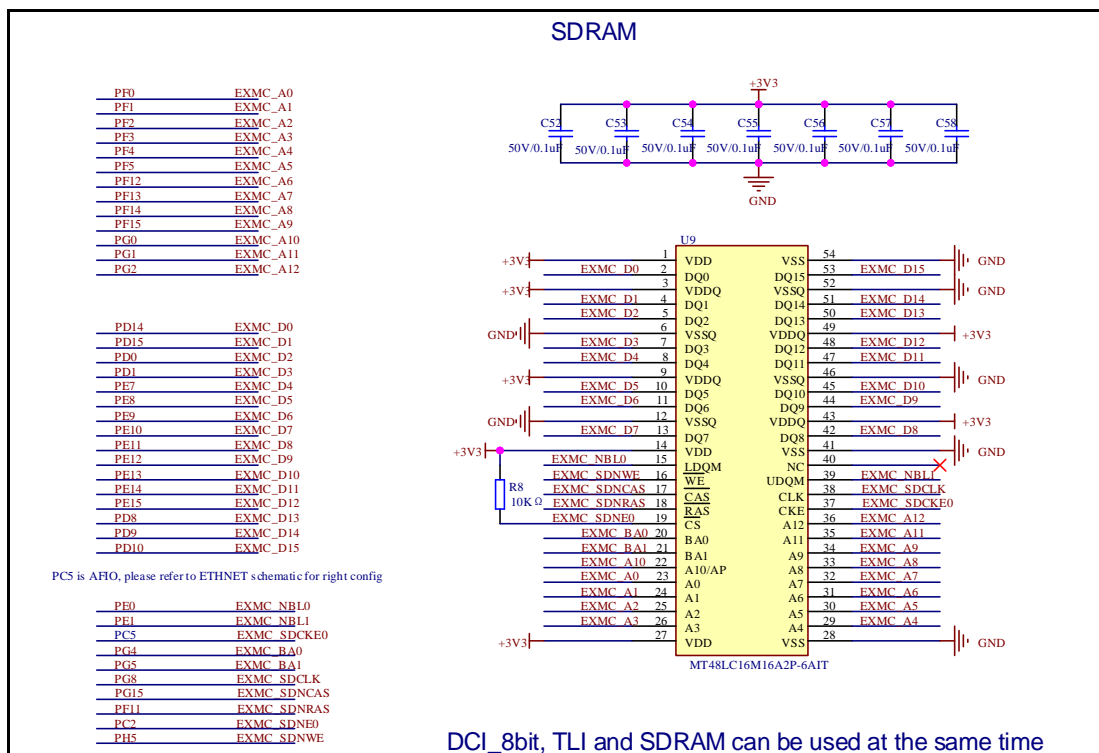 SDRAM
PF0 EXMC_A0
PF1 EXMC_A1
PF2 EXMC_A2
PF3 EXMC_A3
PF4 EXMC_A4
PF5 EXMC_A5
PF12 EXMC_A6
PF13 EXMC_A7
PF14 EXMC_A8
PF15 EXMC_A9
PG0 EXMC_A10
PG1 EXMC_A11
PG2 EXMC_A12
PD14 EXMC_D0
PD15 EXMC_D1
PD0 EXMC_D2
PD1 EXMC_D3
PE7 EXMC_D4
PE8 EXMC_D5
PE9 EXMC_D6
PE10 EXMC_D7
PE11 EXMC_D8
PE12 EXMC_D9
PE13 EXMC_D10
PE14 EXMC_D11
PE15 EXMC_D12
PD8 EXMC_D13
PD9 EXMC_D14
PD10 EXMC_D15
PC5 is AFIO, please refer to ETHNET schematic for right config
PE0 EXMC_NBL0
PE1 EXMC_NBL1
PC5 EXMC_SDCKE0
PG4 EXMC_BA0
PG5 EXMC_BA1
PG8 EXMC_SDCLK
PG15 EXMC_SDNCAS
PF11 EXMC_SDNRAS
PC2 EXMC_SDNE0
PH5 EXMC_SDNWE
+3V3
C52 C53 C54 C55 C56 C57 C58
50V/0.1uF 50V/0.1uF 50V/0.1uF 50V/0.1uF 50V/0.1uF 50V/0.1uF 50V/0.1uF
GND
U9
+3V3 1 VDD VSS 54 GND
EXMC_D0 2 DQ0 DQ15 53 EXMC_D15
+3V3 3 VDDQ VSSQ 52 GND
EXMC_D1 4 DQ1 DQ14 51 EXMC_D14
EXMC_D2 5 DQ2 DQ13 50 EXMC_D13
GND 6 VSSQ VDDQ 49 +3V3
EXMC_D3 7 DQ3 DQ12 48 EXMC_D12
EXMC_D4 8 DQ4 DQ11 47 EXMC_D11
+3V3 9 VDDQ VSSQ 46 GND
EXMC_D5 10 DQ5 DQ10 45 EXMC_D10
EXMC_D6 11 DQ6 DQ9 44 EXMC_D9
GND 12 VSSQ VDDQ 43 +3V3
EXMC_D7 13 DQ7 DQ8 42 EXMC_D8
+3V3 14 VDD VSS 41 GND
EXMC_NBL0 15 LDQM NC 40
EXMC_SDNWE 16 WE UDQM 39 EXMC_NBL1
EXMC_SDNCAS 17 CAS CLK 38 EXMC_SDCLK
EXMC_SDNRAS 18 RAS CKE 37 EXMC_SDCKE0
EXMC_SDNE0 19 CS A12 36 EXMC_A12
R8
10KΩ
EXMC_BA0 20 BA0 A11 35 EXMC_A11
EXMC_BA1 21 BA1 A9 34 EXMC_A9
EXMC_A10 22 A10/AP A8 33 EXMC_A8
EXMC_A0 23 A0 A7 32 EXMC_A7
EXMC_A1 24 A1 A6 31 EXMC_A6
EXMC_A2 25 A2 A5 30 EXMC_A5
EXMC_A3 26 A3 A4 29 EXMC_A4
+3V3 27 VDD VSS 28 GND
MT48LC16M16A2P-6AIT
DCI_8bit, TLI and SDRAM can be used at the same time